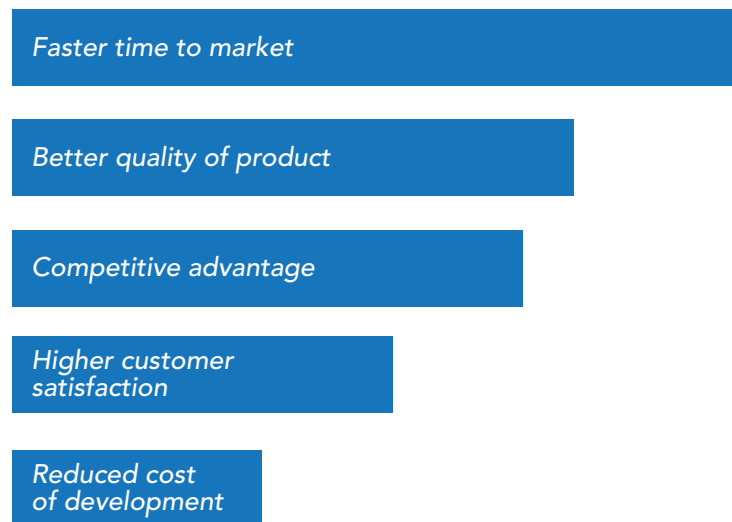 Faster time to market
Better quality of product
Competitive advantage
Higher customer
satisfaction
Reduced cost
of development